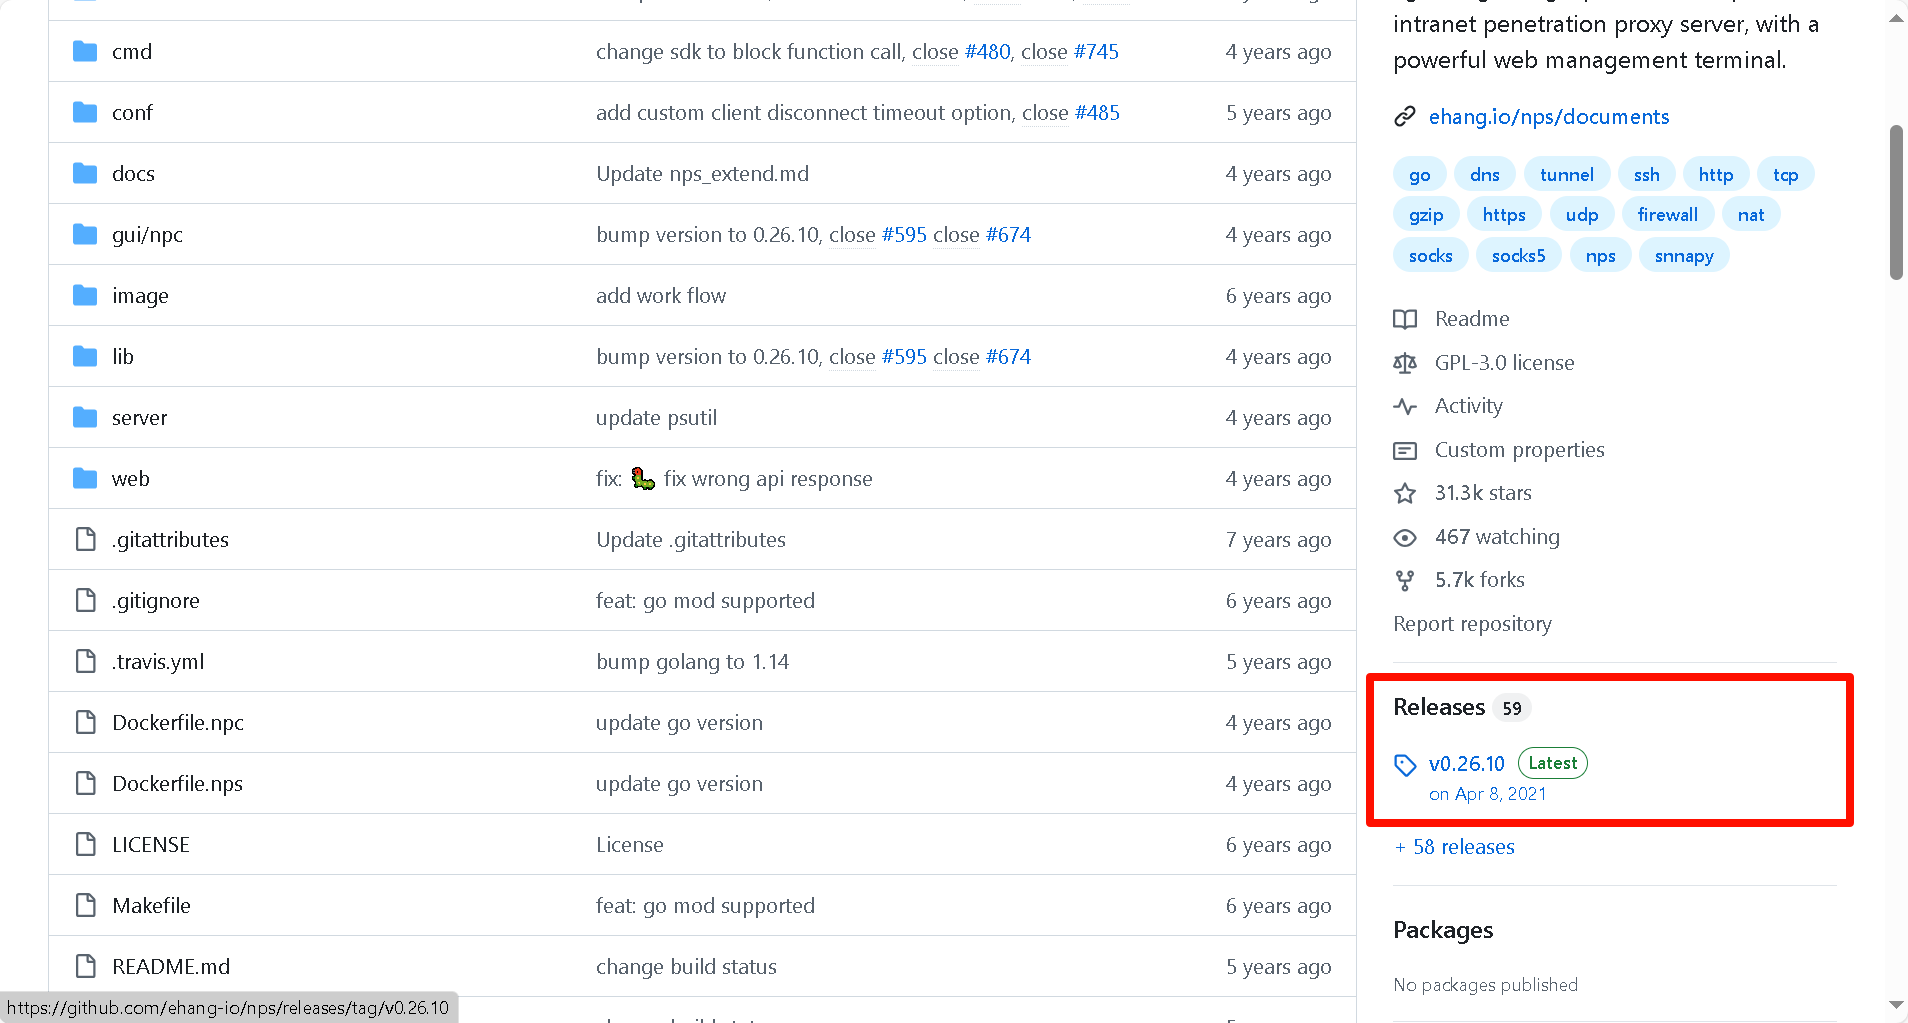 cmd change sdk to block function call, close #480, close #745 4 years ago
conf add custom client disconnect timeout option, close #485 5 years ago
docs Update nps_extend.md 4 years ago
gui/npc bump version to 0.26.10, close #595 close #674 4 years ago
image add work flow 6 years ago
lib bump version to 0.26.10, close #595 close #674 4 years ago
server update psutil 4 years ago
web fix: 🐛 fix wrong api response 4 years ago
.gitattributes Update .gitattributes 7 years ago
.gitignore feat: go mod supported 6 years ago
.travis.yml bump golang to 1.14 5 years ago
Dockerfile.npc update go version 4 years ago
Dockerfile.nps update go version 4 years ago
LICENSE License 6 years ago
Makefile feat: go mod supported 6 years ago
README.md change build status 5 years ago
https://github.com/ehang-io/nps/releases/tag/v0.26.10
intranet penetration proxy server, with a
powerful web management terminal.
ehang.io/nps/documents
go dns tunnel ssh http tcp
gzip https udp firewall nat
socks socks5 nps snnapy
Readme
GPL-3.0 license
Activity
Custom properties
31.3k stars
467 watching
5.7k forks
Report repository
Releases 59
v0.26.10 Latest
on Apr 8, 2021
+ 58 releases
Packages
No packages published